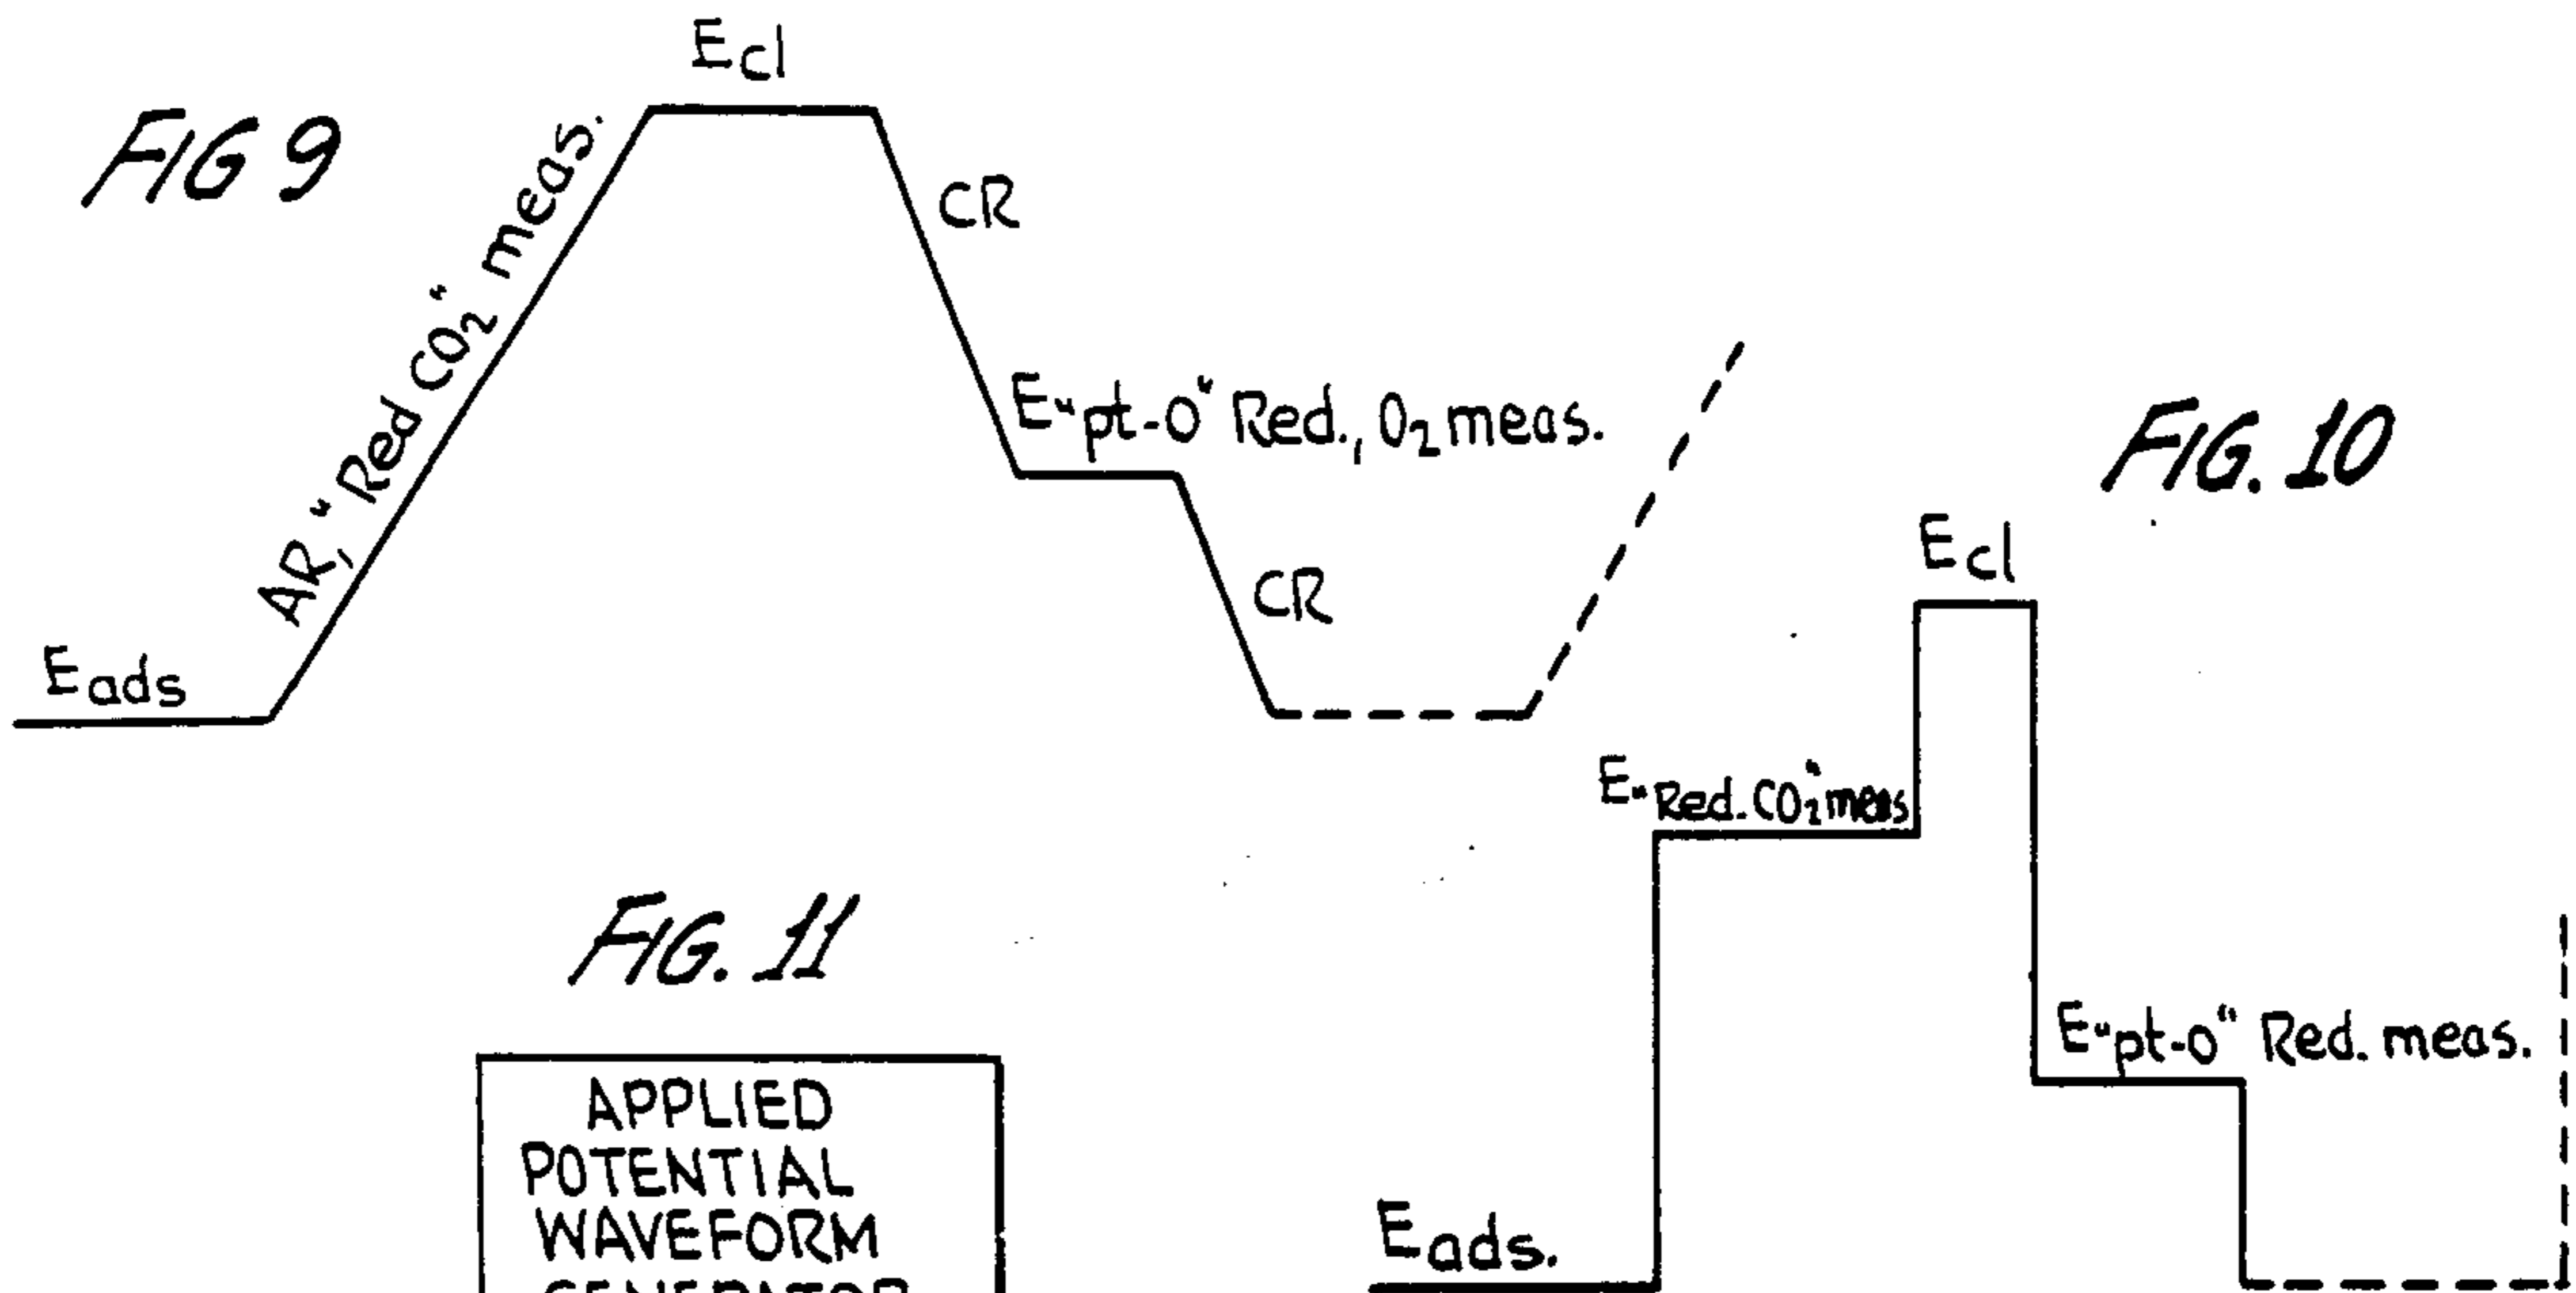 FIG 9
Ecl
AR, "Red CO2" meas.
CR
E"pt-O" Red., O2 meas.
CR
Eads
FIG. 10
Ecl
E"Red. CO2" meas
E"pt-O" Red. meas.
Eads.
FIG. 11
APPLIED
POTENTIAL
WAVEFORM
GENERATOR